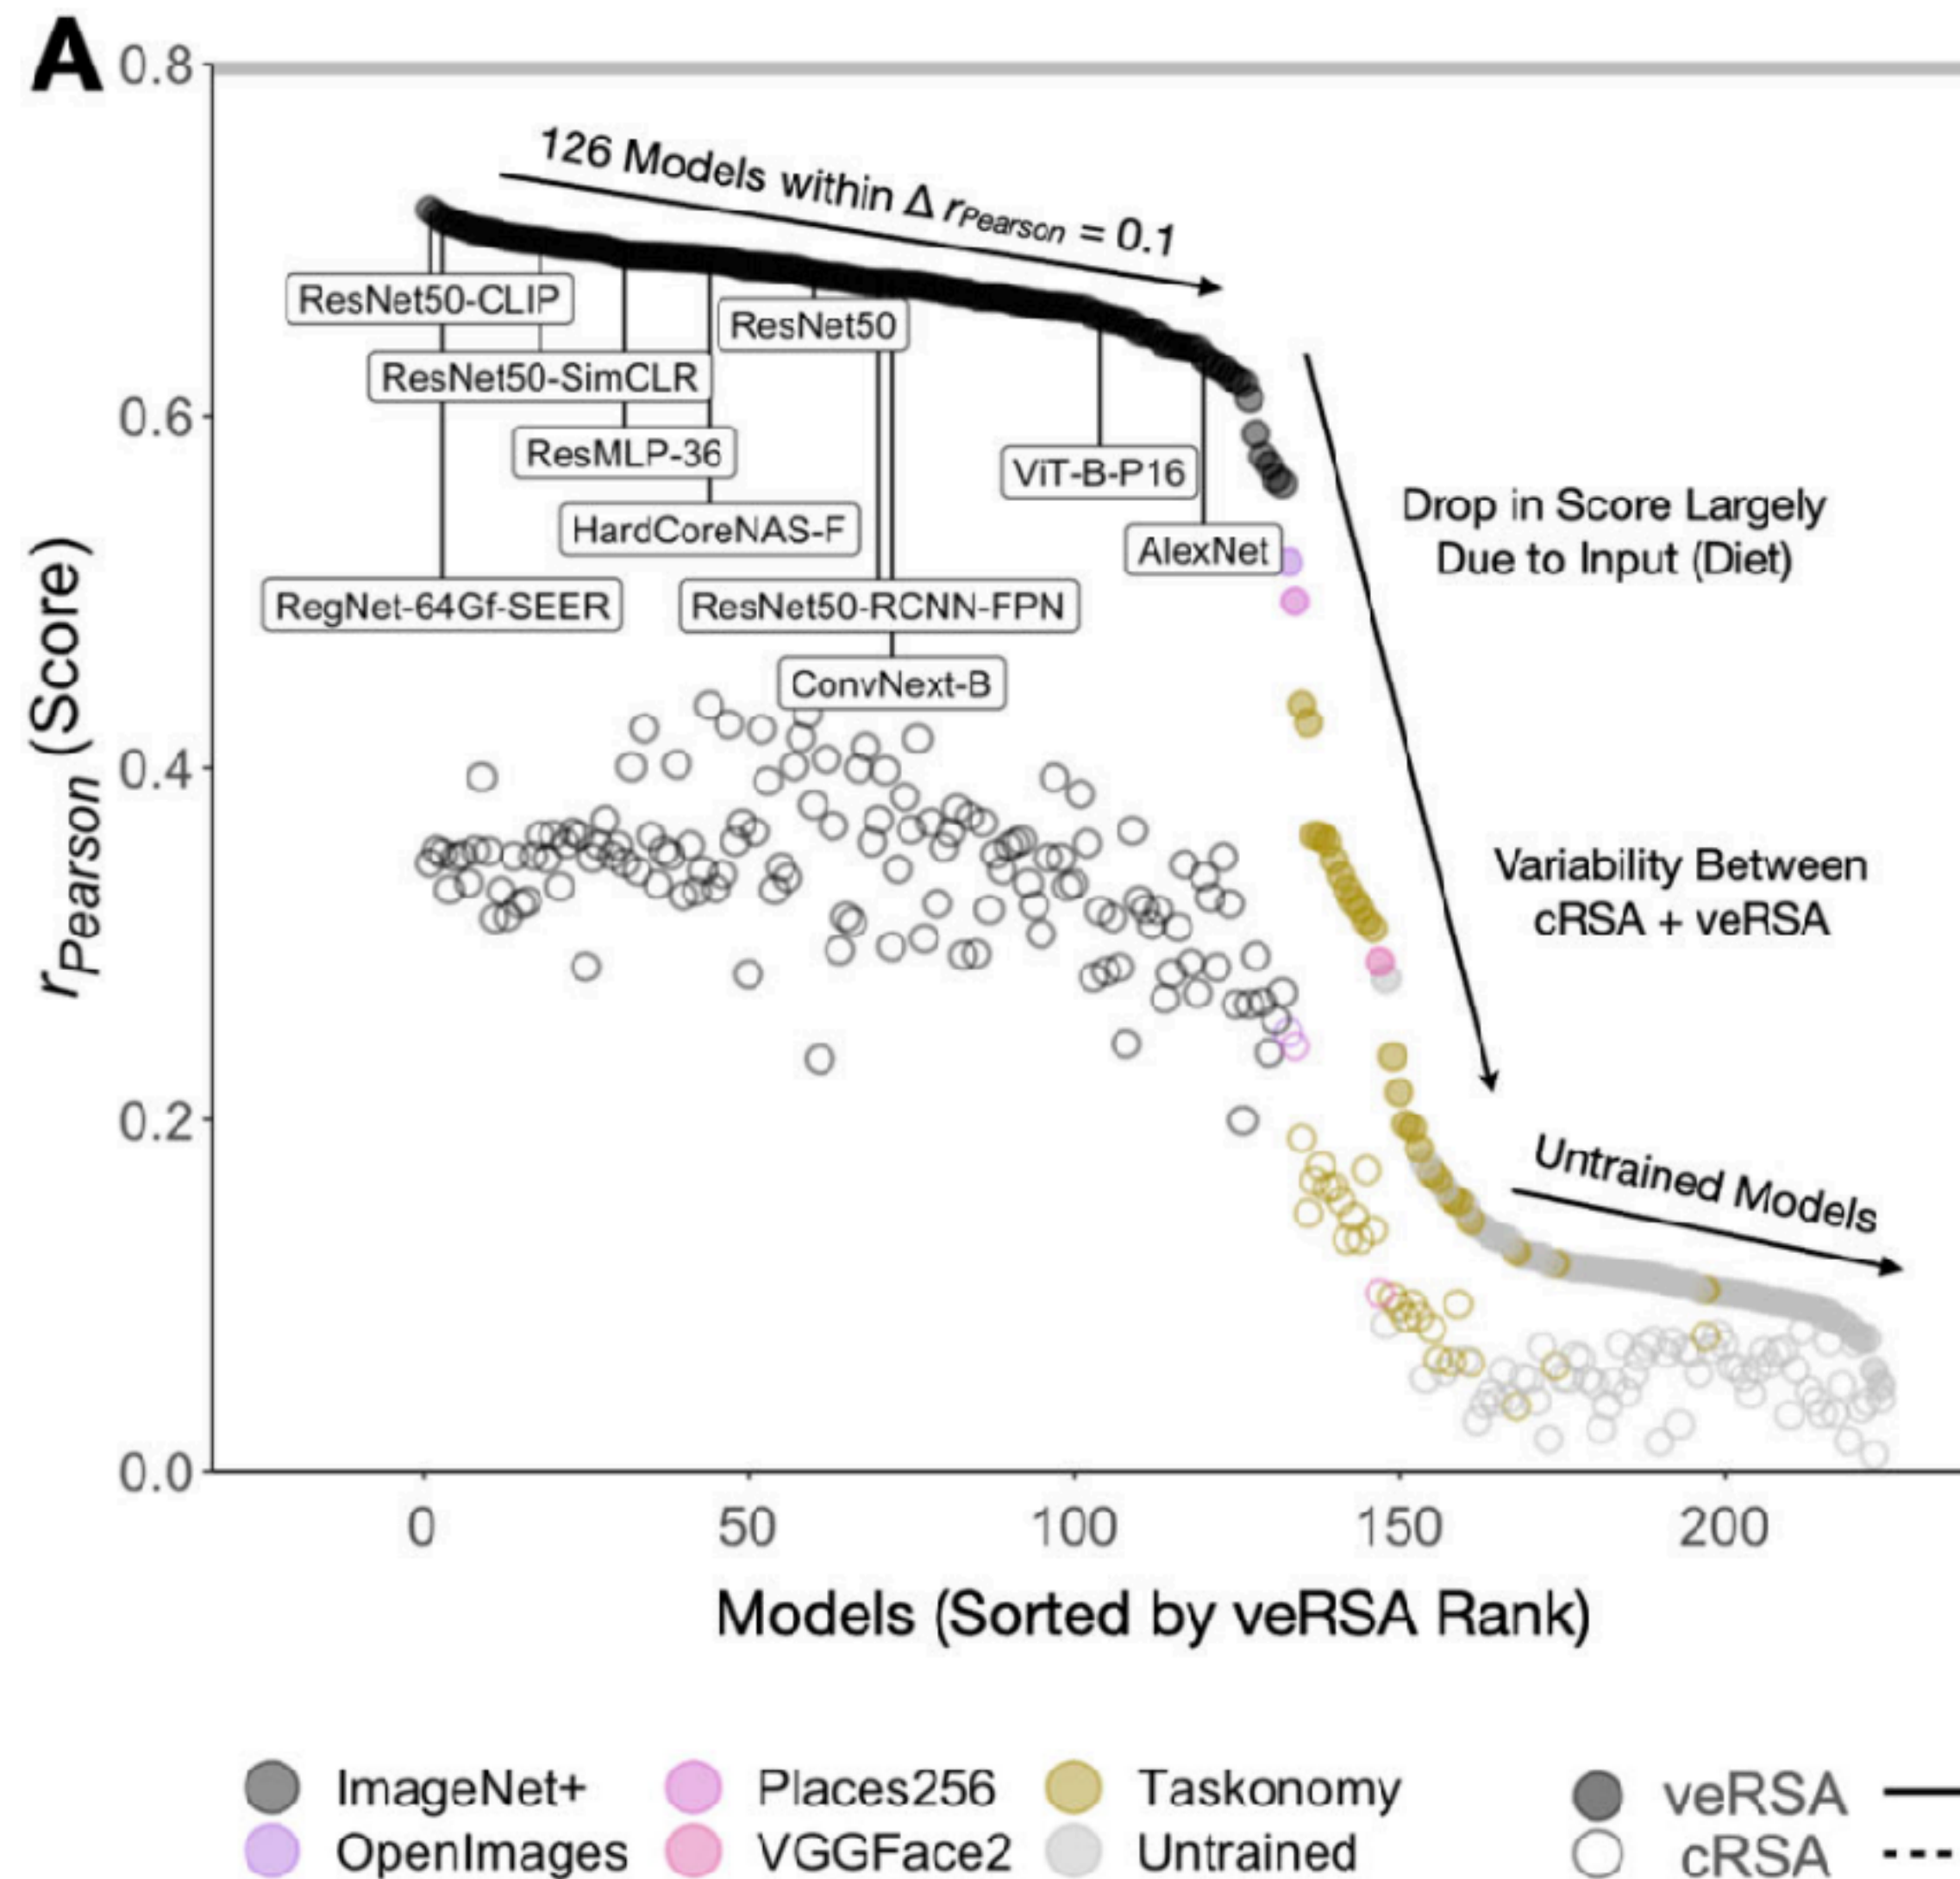 A
0.8
126 Models within Δ rPearson = 0.1
ResNet50-CLIP
ResNet50
ResNet50-SimCLR
0.6
ResMLP-36
ViT-B-P16
HardCoreNAS-F
AlexNet
Drop in Score Largely
Due to Input (Diet)
RegNet-64Gf-SEER
ResNet50-RCNN-FPN
ConvNext-B
rPearson (Score)
0.4
Variability Between
cRSA + veRSA
0.2
Untrained Models
0.0
0 50 100 150 200
Models (Sorted by veRSA Rank)
ImageNet+ Places256 Taskonomy veRSA
OpenImages VGGFace2 Untrained cRSA